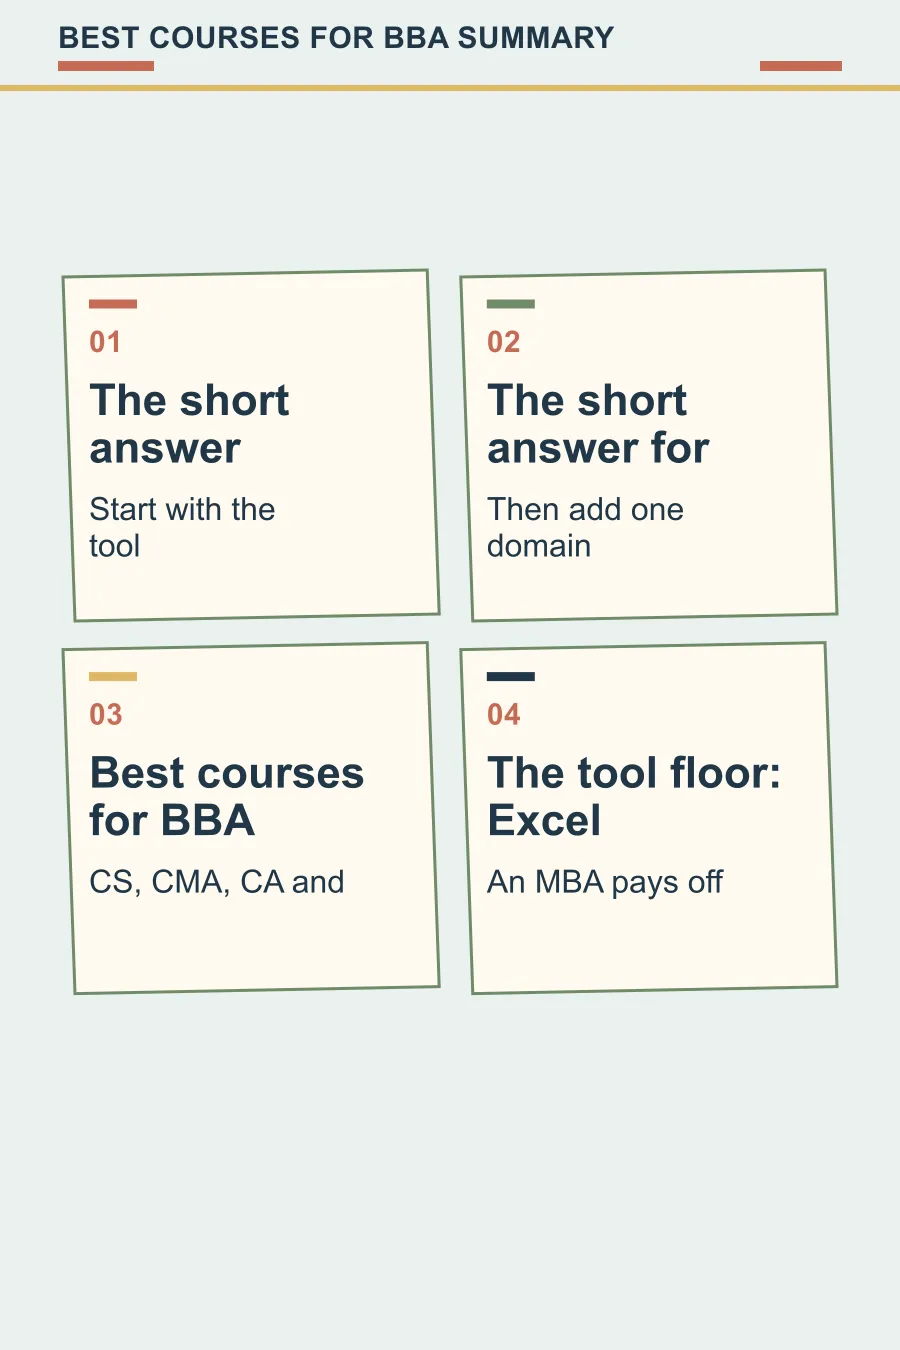 BEST COURSES FOR BBA SUMMARY
01
The short
answer
Start with the
tool
02
The short
answer for
Then add one
domain
03
Best courses
for BBA
CS, CMA, CA and
04
The tool floor:
Excel
An MBA pays off